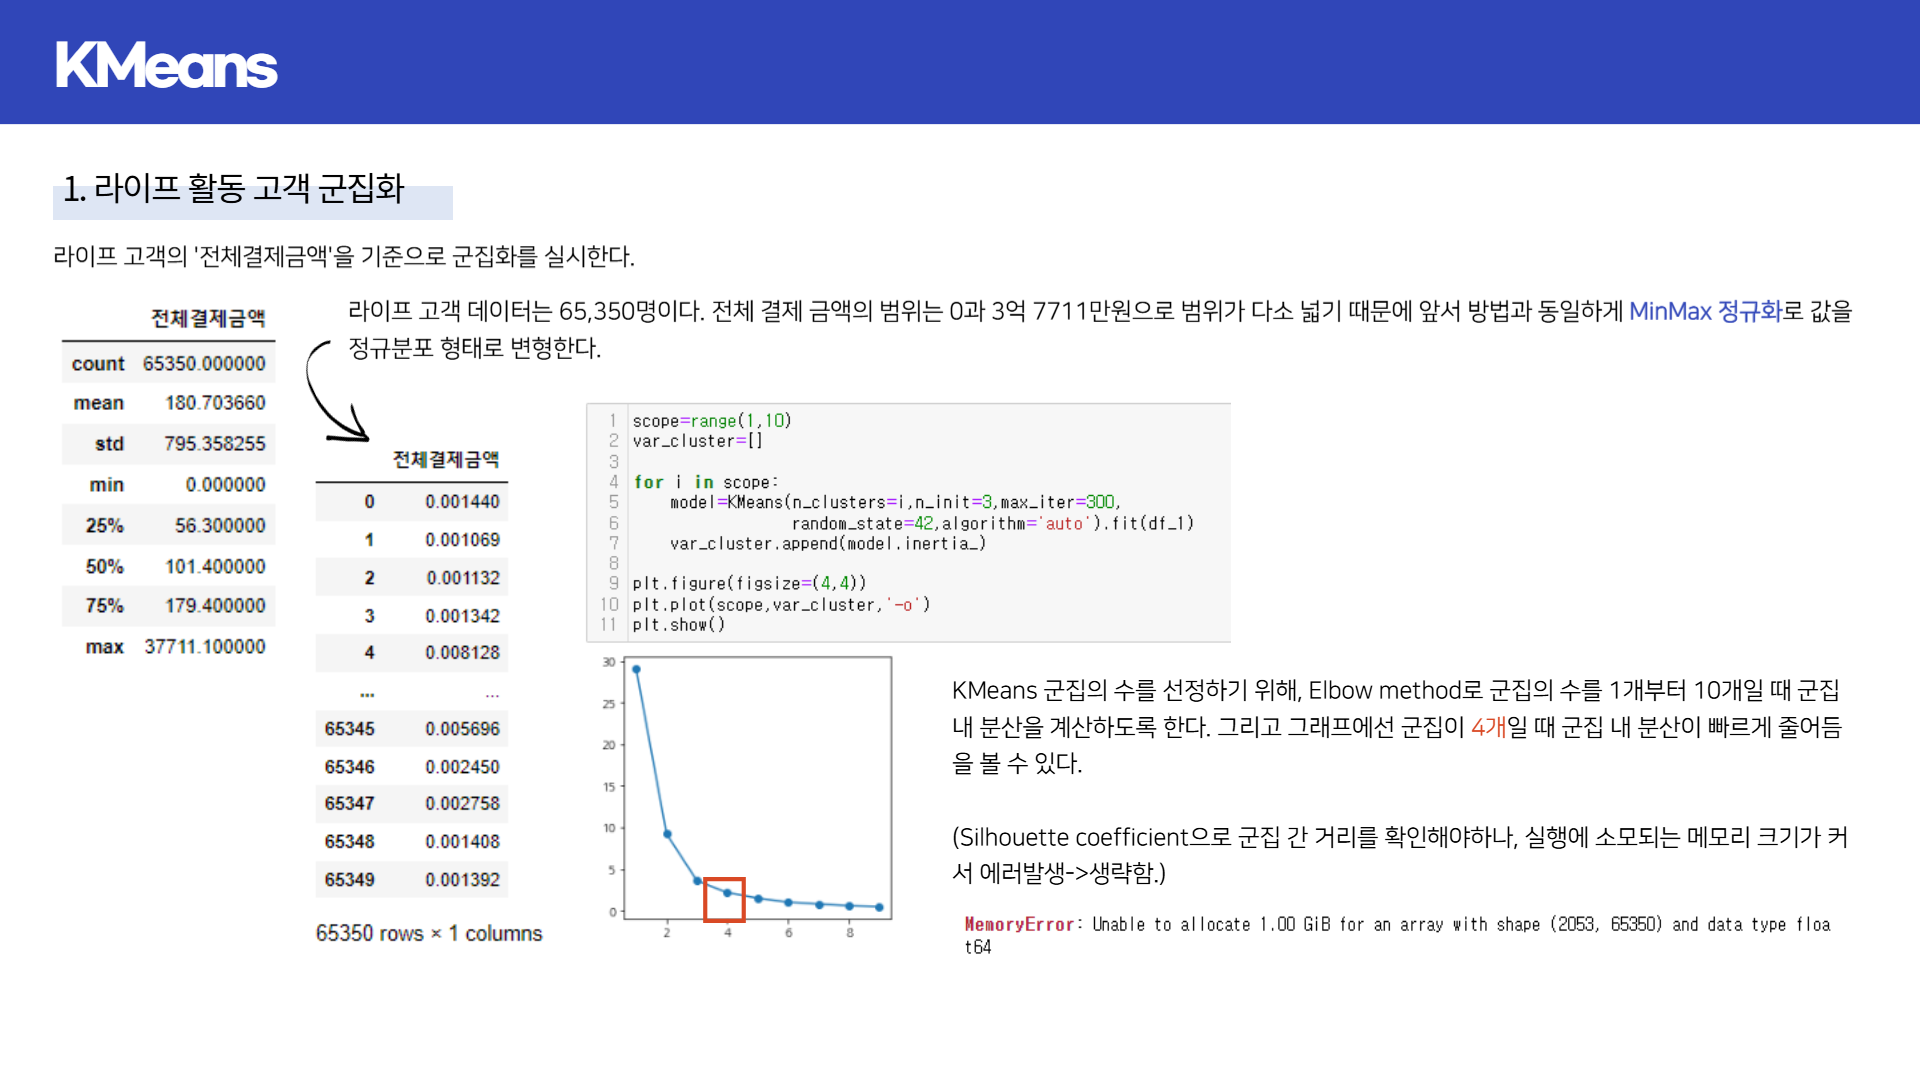 KMeans
1. 라이프 활동 고객 군집화
라이프 고객의 '전체결제금액'을 기준으로 군집화를 실시한다.
라이프 고객 데이터는 65,350명이다. 전체 결제 금액의 범위는 0과 3억 7711만원으로 범위가 다소 넓기 때문에 앞서 방법과 동일하게 MinMax 정규화로 값을
정규분포 형태로 변형한다.
전체결제금액
count 65350.000000
mean 180.703660
std 795.358255
min 0.000000
25% 56.300000
50% 101.400000
75% 179.400000
max 37711.100000
전체결제금액
0 0.001440
1 0.001069
2 0.001132
3 0.001342
4 0.008128
... ...
65345 0.005696
65346 0.002450
65347 0.002758
65348 0.001408
65349 0.001392
65350 rows × 1 columns
1 scope=range(1,10)
2 var_cluster=[]
3
4 for i in scope:
5 model=KMeans(n_clusters=i,n_init=3,max_iter=300,
6 random_state=42,algorithm='auto').fit(df_1)
7 var_cluster.append(model.inertia_)
8
9 plt.figure(figsize=(4,4))
10 plt.plot(scope,var_cluster,'-o')
11 plt.show()
30
25
20
15
10
5
0
2 4 6 8
KMeans 군집의 수를 선정하기 위해, Elbow method로 군집의 수를 1개부터 10개일 때 군집
내 분산을 계산하도록 한다. 그리고 그래프에선 군집이 4개일 때 군집 내 분산이 빠르게 줄어듬
을 볼 수 있다.
(Silhouette coefficient으로 군집 간 거리를 확인해야하나, 실행에 소모되는 메모리 크기가 커
서 에러발생->생략함.)
MemoryError: Unable to allocate 1.00 GiB for an array with shape (2053, 65350) and data type floa
t64